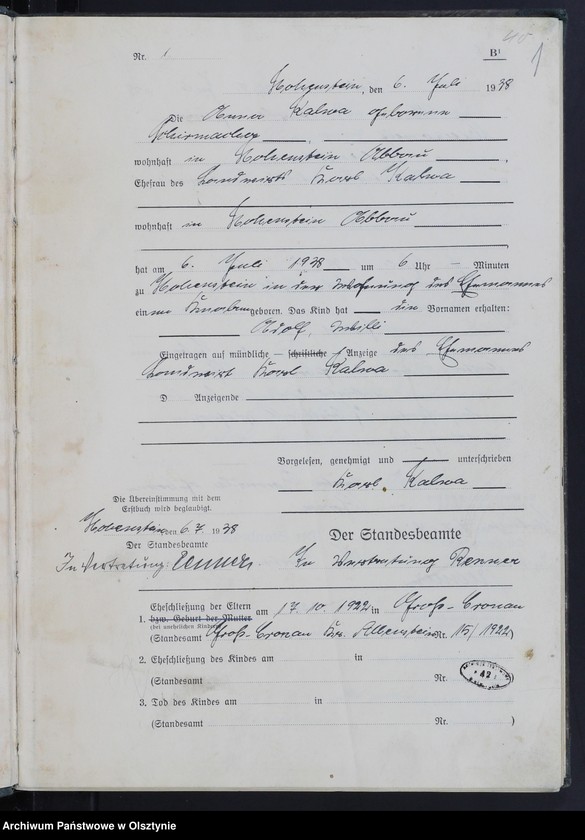 Nr. 1
B¹
Hohenstein, den 6. Juli 1938
Die Anna Kalwa geborene
Schirmacher
wohnhaft in Hohenstein Abbau,
Ehefrau des Landwirts Karl Kalwa
wohnhaft in Hohenstein Abbau
hat am 6. Juli 1938 um 6 Uhr — Minuten
zu Hohenstein in der Wohnung des Ehemannes
einen Knaben geboren. Das Kind hat die Vornamen erhalten:
Adolf, Willi
Eingetragen auf mündliche — schriftliche — Anzeige des Ehemannes
Landwirt Karl Kalwa
D Anzeigende
Vorgelesen, genehmigt und unterschrieben
Karl Kalwa
Die Übereinstimmung mit dem
Erstbuch wird beglaubigt.
Hohenstein, den 6.7. 1938
Der Standesbeamte
In Vertretung: Renner
Der Standesbeamte
In Vertretung Renner
Eheschließung der Eltern
1. bzw. Geburt der Mutter am 17.10.1922 in Groß-Cronau
(bei unehelichen Kindern)
(Standesamt Groß-Cronau Krs. Allenstein Nr. 15/1922)
2. Eheschließung des Kindes am in
(Standesamt Nr.
3. Tod des Kindes am in
(Standesamt Nr. )
Archiwum Państwowe w Olsztynie